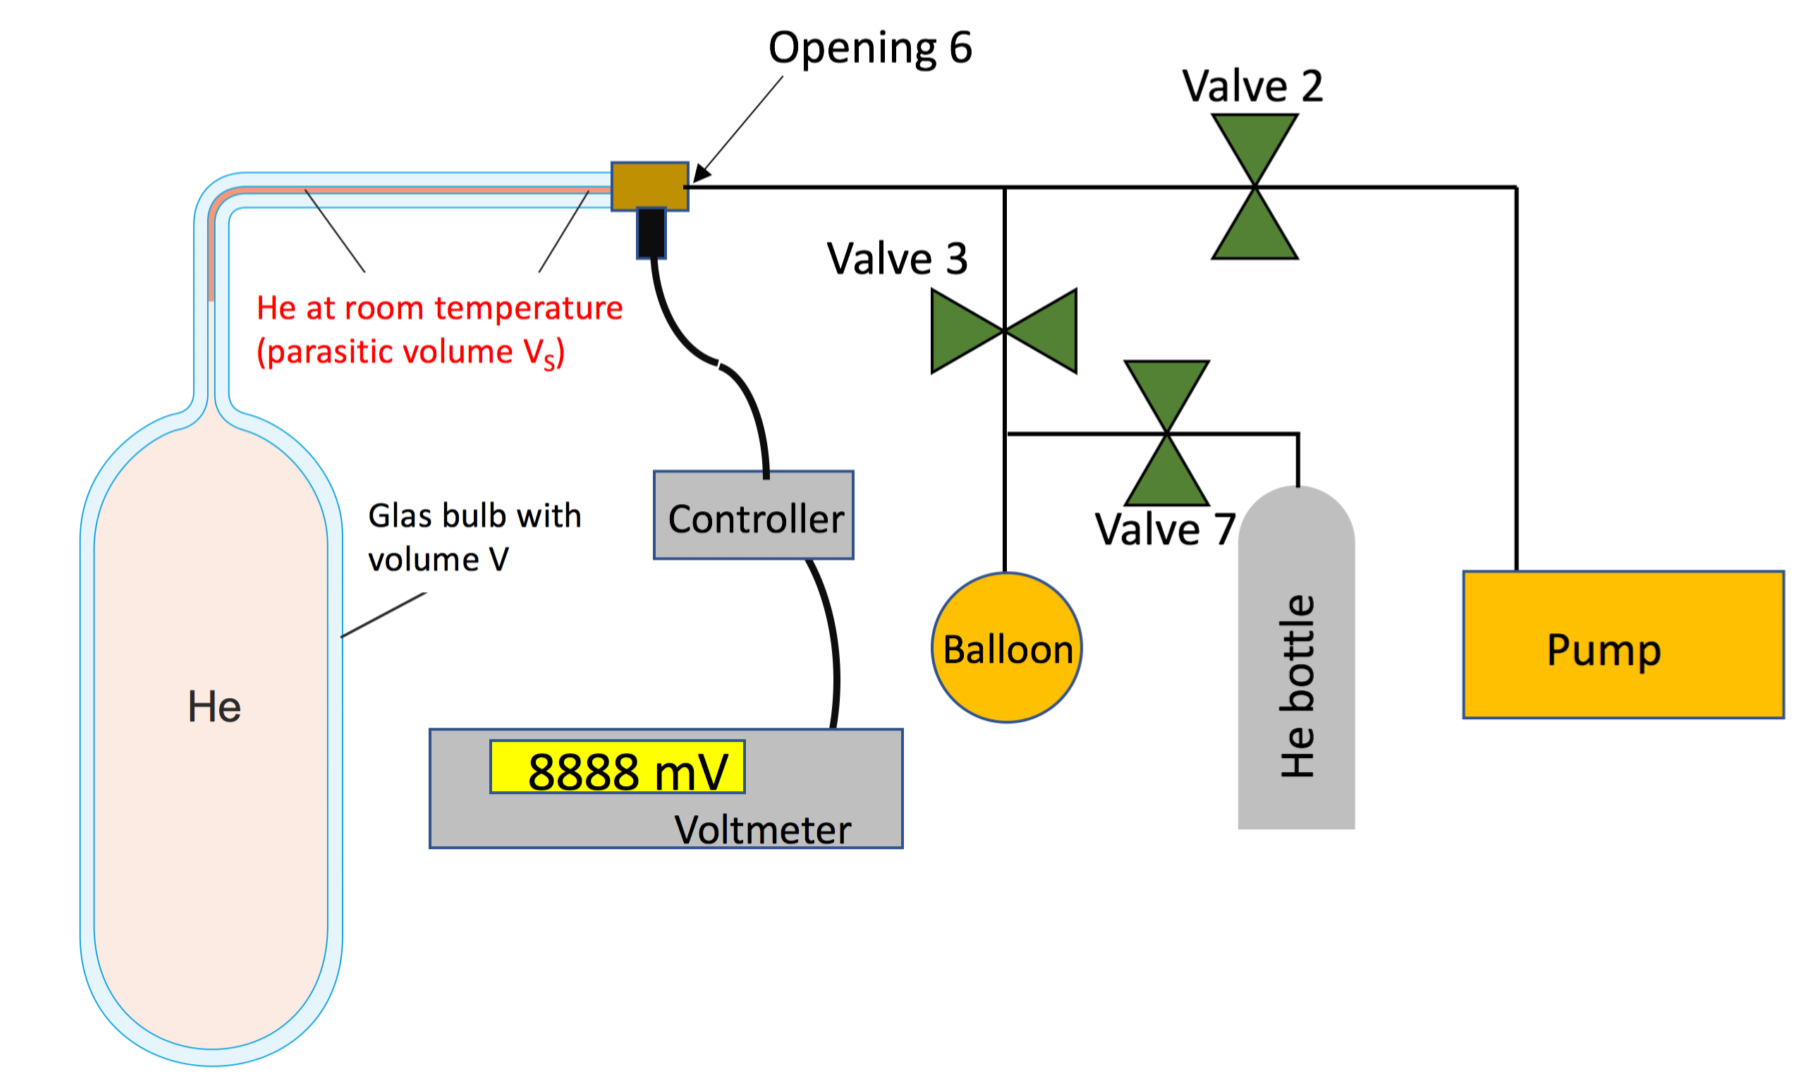 Opening 6
Valve 2
Valve 3
He at room temperature
(parasitic volume VS)
Glas bulb with
volume V
Controller
Valve 7
He
Balloon
He bottle
Pump
8888 mV
Voltmeter